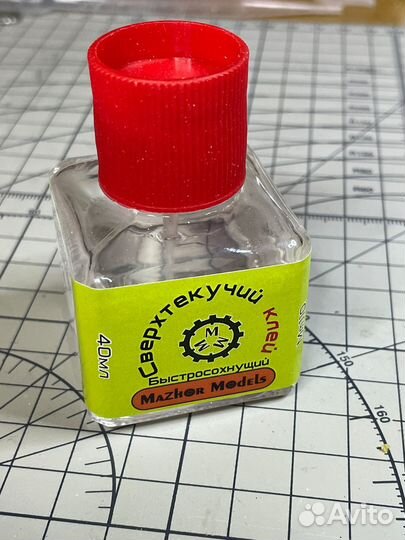 Сверхтекучий клей
М М М
Быстросохнущий
Mazhor Models
40мл
150
160
Avito